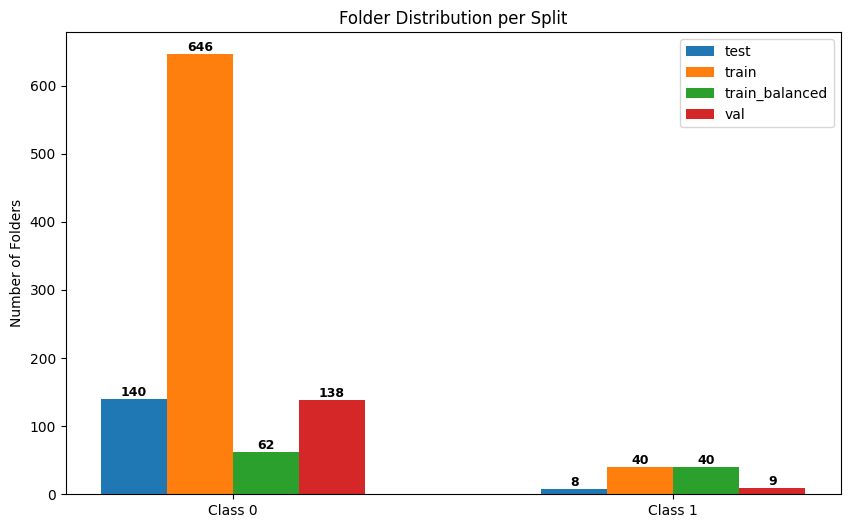 Folder Distribution per Split
test
train
train_balanced
val
Number of Folders
600
500
400
300
200
100
0
646
140
62
138
8
40
40
9
Class 0
Class 1